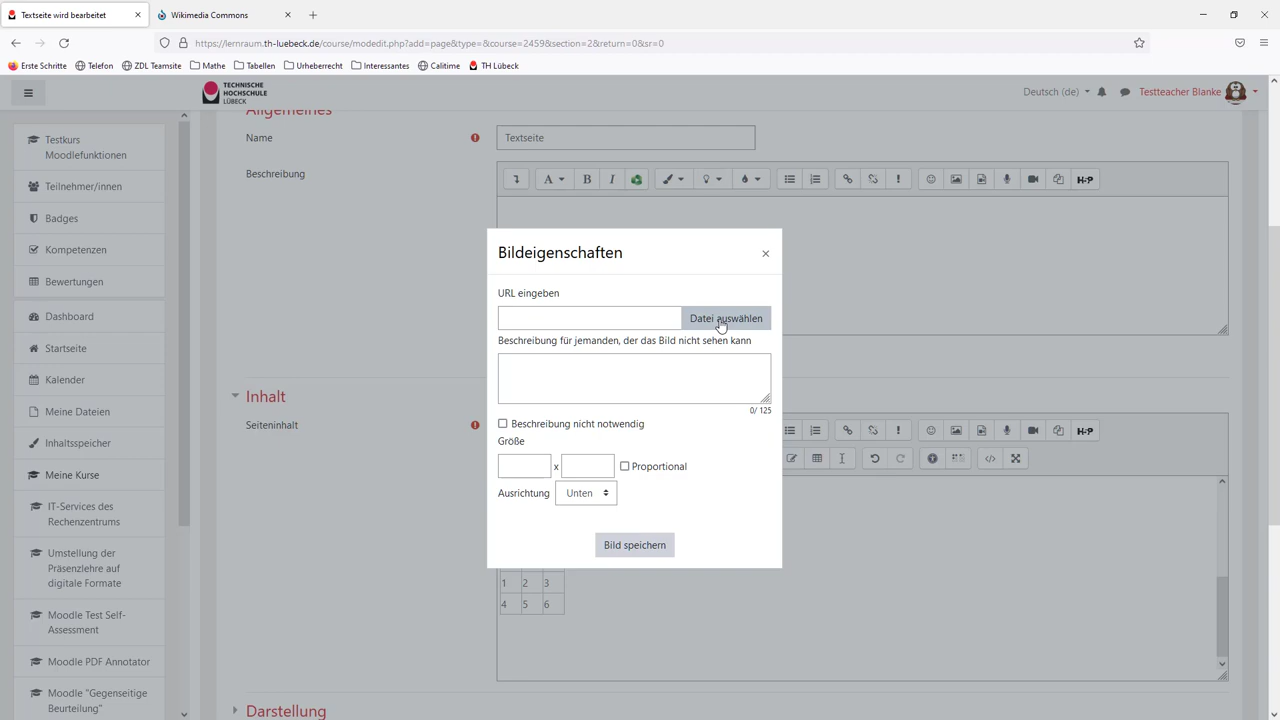 Textseite wird bearbeitet
Wikimedia Commons
https://lernraum.th-luebeck.de/course/modedit.php?add=page&type=&course=2459&section=2&return=0&sr=0
Erste Schritte Telefon ZDL Teamsite Mathe Tabellen Urheberrecht Interessantes Calitime TH Lübeck
TECHNISCHE
HOCHSCHULE
LÜBECK
Deutsch (de)
Testteacher Blanke
Testkurs
Moodlefunktionen
Teilnehmer/innen
Badges
Kompetenzen
Bewertungen
Dashboard
Startseite
Kalender
Meine Dateien
Inhaltsspeicher
Meine Kurse
IT-Services des
Rechenzentrums
Umstellung der
Präsenzlehre auf
digitale Formate
Moodle Test Self-
Assessment
Moodle PDF Annotator
Moodle "Gegenseitige
Beurteilung"
Allgemeines
Name
Textseite
Beschreibung
A B I H-P
Bildeigenschaften
URL eingeben
Datei auswählen
Beschreibung für jemanden, der das Bild nicht sehen kann
0/ 125
Beschreibung nicht notwendig
Größe
x Proportional
Ausrichtung Unten
Bild speichern
Inhalt
Seiteninhalt
H-P
1 2 3
4 5 6
Darstellung